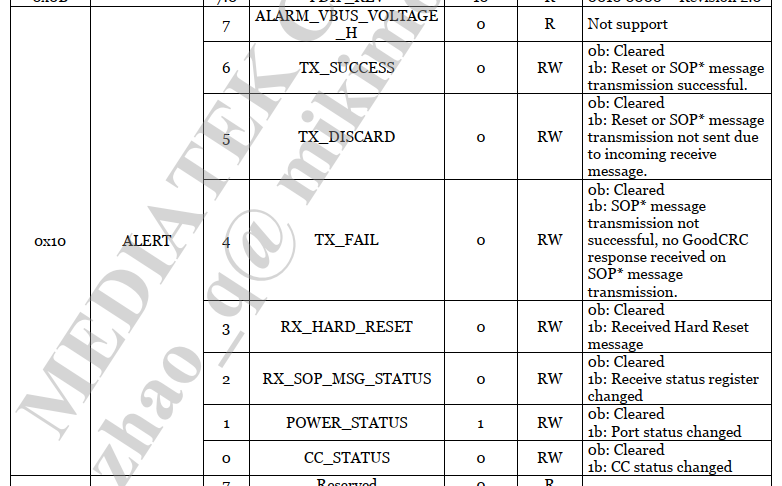 7 ALARM_VBUS_VOLTAGE_H 0 R Not support
6 TX_SUCCESS 0 RW 0b: Cleared
1b: Reset or SOP* message
transmission successful.
5 TX_DISCARD 0 RW 0b: Cleared
1b: Reset or SOP* message
transmission not sent due
to incoming receive
message.
0x10 ALERT
4 TX_FAIL 0 RW 0b: Cleared
1b: SOP* message
transmission not
successful, no GoodCRC
response received on
SOP* message
transmission.
3 RX_HARD_RESET 0 RW 0b: Cleared
1b: Received Hard Reset
message
2 RX_SOP_MSG_STATUS 0 RW 0b: Cleared
1b: Receive status register
changed
1 POWER_STATUS 1 RW 0b: Cleared
1b: Port status changed
0 CC_STATUS 0 RW 0b: Cleared
1b: CC status changed
7 Reserved 0 R
MEDIATEK C
zhao_q@ mikim